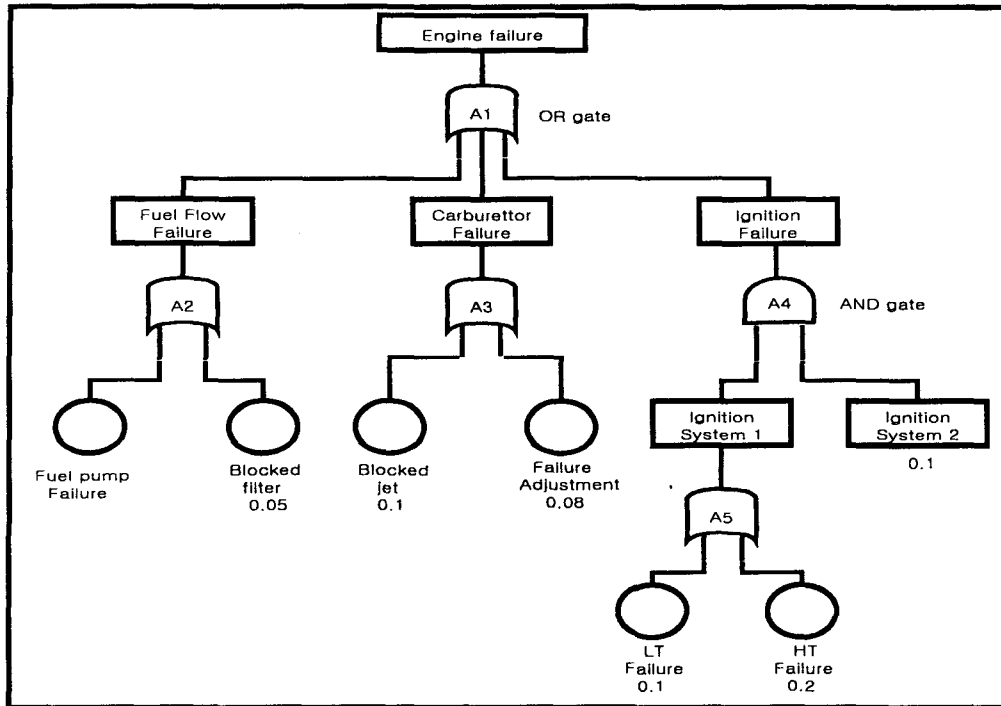 Engine failure
A1
OR gate
Fuel Flow
Failure
Carburettor
Failure
Ignition
Failure
A2
A3
A4
AND gate
Fuel pump
Failure
Blocked
filter
0.05
Blocked
jet
0.1
Failure
Adjustment
0.08
Ignition
System 1
Ignition
System 2
0.1
A5
LT
Failure
0.1
HT
Failure
0.2